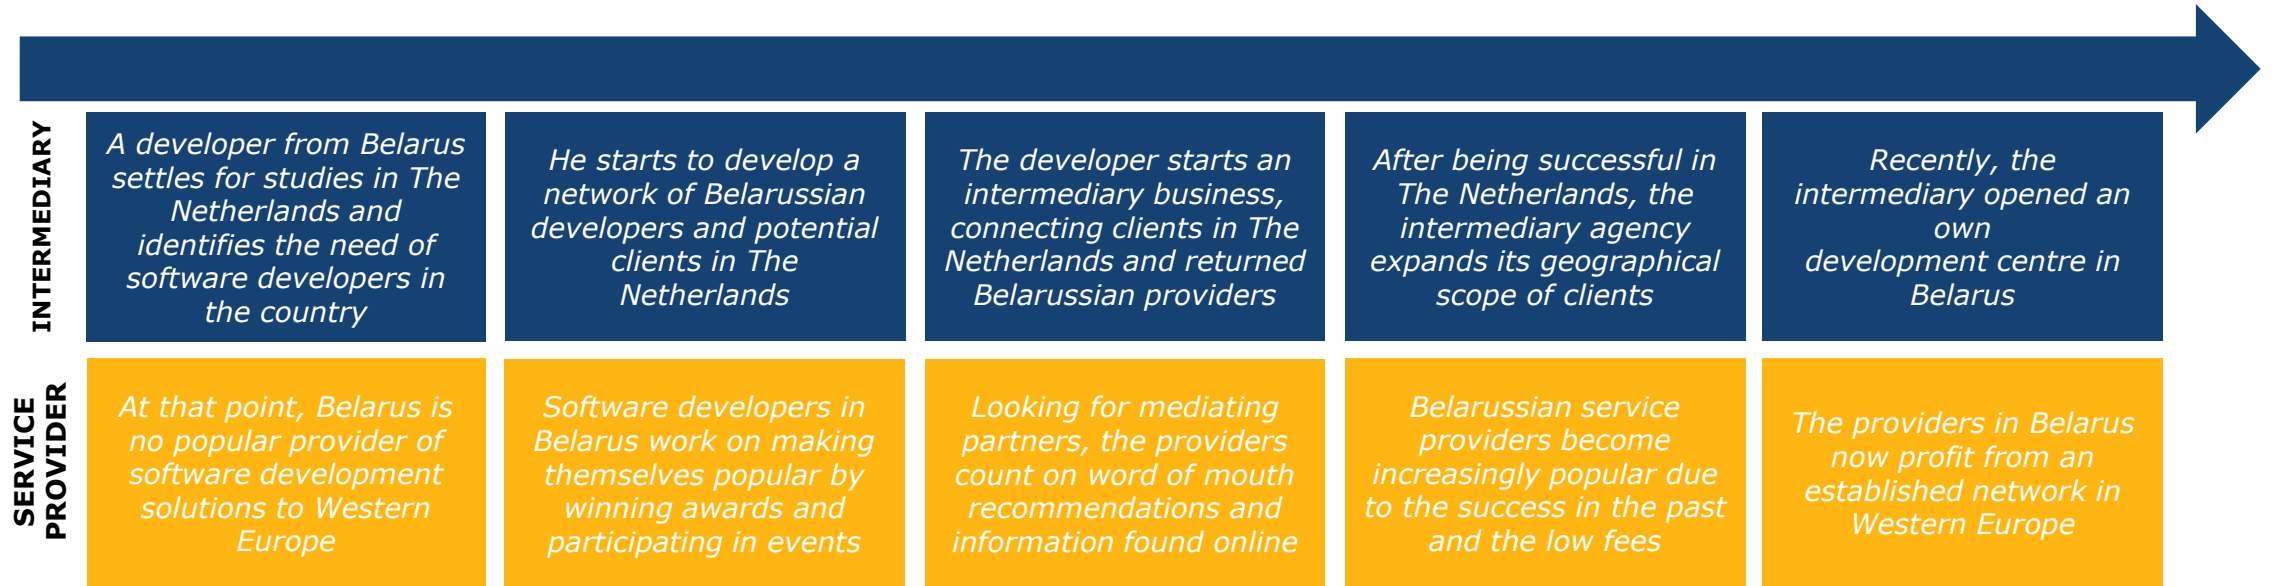 INTERMEDIARY
A developer from Belarus
settles for studies in The
Netherlands and
identifies the need of
software developers in
the country
He starts to develop a
network of Belarussian
developers and potential
clients in The
Netherlands
The developer starts an
intermediary business,
connecting clients in The
Netherlands and returned
Belarussian providers
After being successful in
The Netherlands, the
intermediary agency
expands its geographical
scope of clients
Recently, the
intermediary opened an
own
development centre in
Belarus
SERVICE
PROVIDER
At that point, Belarus is
no popular provider of
software development
solutions to Western
Europe
Software developers in
Belarus work on making
themselves popular by
winning awards and
participating in events
Looking for mediating
partners, the providers
count on word of mouth
recommendations and
information found online
Belarussian service
providers become
increasingly popular due
to the success in the past
and the low fees
The providers in Belarus
now profit from an
established network in
Western Europe